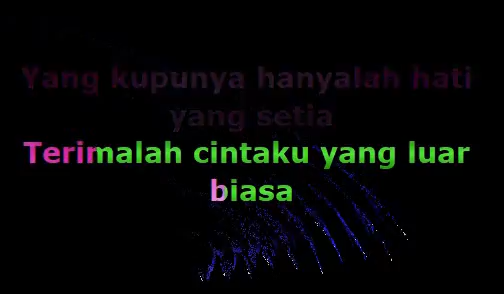 Yang kupunya hanyalah hati
yang setia
Terimalah cintaku yang luar
biasa